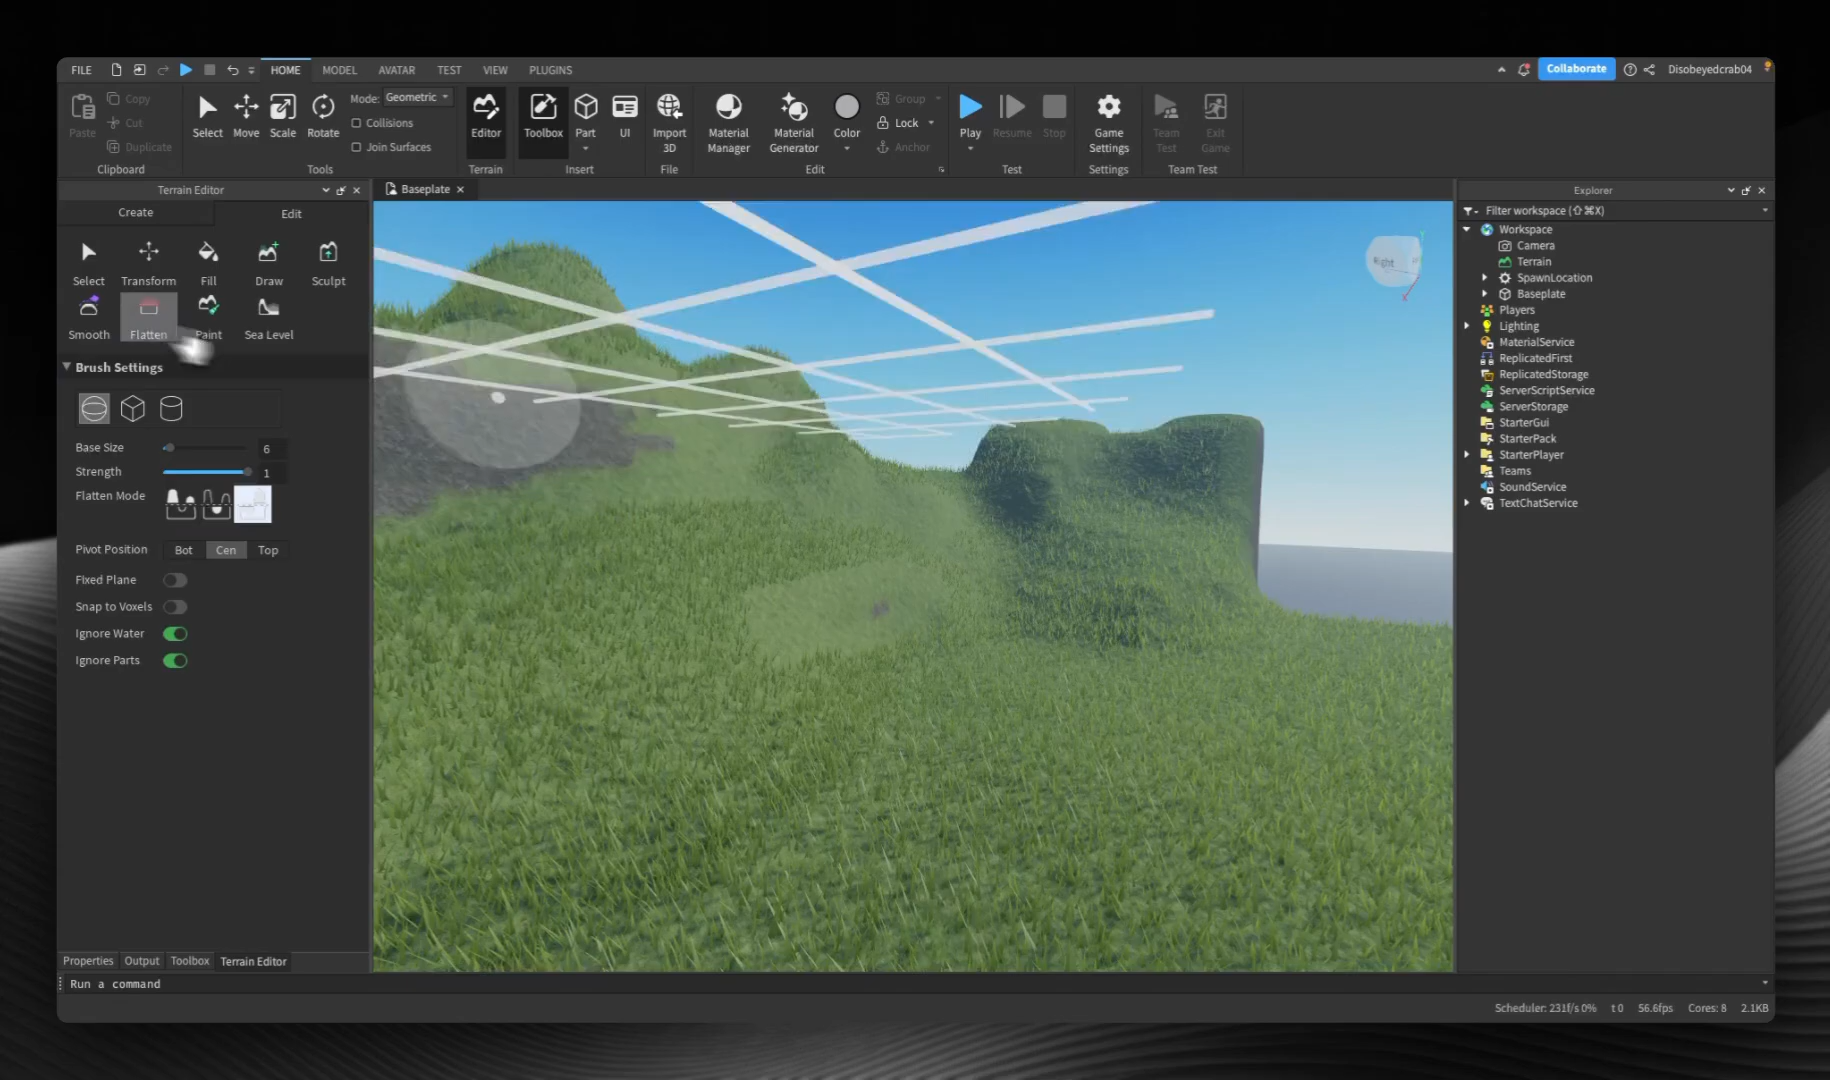 FILE HOME MODEL AVATAR TEST VIEW PLUGINS Collaborate Disobeyedcrab04
Paste Copy Cut Duplicate
Clipboard
Select Move Scale Rotate
Mode: Geometric
Collisions
Join Surfaces
Tools
Editor
Terrain
Toolbox Part UI
Insert
Import 3D
File
Material Manager Material Generator Color
Group
Lock
Anchor
Edit
Play Resume Stop
Test
Game Settings
Settings
Team Test Exit Game
Team Test
Terrain Editor
Create Edit
Select Transform Fill Draw Sculpt
Smooth Flatten Paint Sea Level
Brush Settings
Base Size 6
Strength 1
Flatten Mode
Pivot Position Bot Cen Top
Fixed Plane
Snap to Voxels
Ignore Water
Ignore Parts
Properties Output Toolbox Terrain Editor
Baseplate
Right
Explorer
Filter workspace (⇧⌘X)
Workspace
Camera
Terrain
SpawnLocation
Baseplate
Players
Lighting
MaterialService
ReplicatedFirst
ReplicatedStorage
ServerScriptService
ServerStorage
StarterGui
StarterPack
StarterPlayer
Teams
SoundService
TextChatService
Run a command
Scheduler: 231f/s 0% t 0 56.6fps Cores: 8 2.1KB